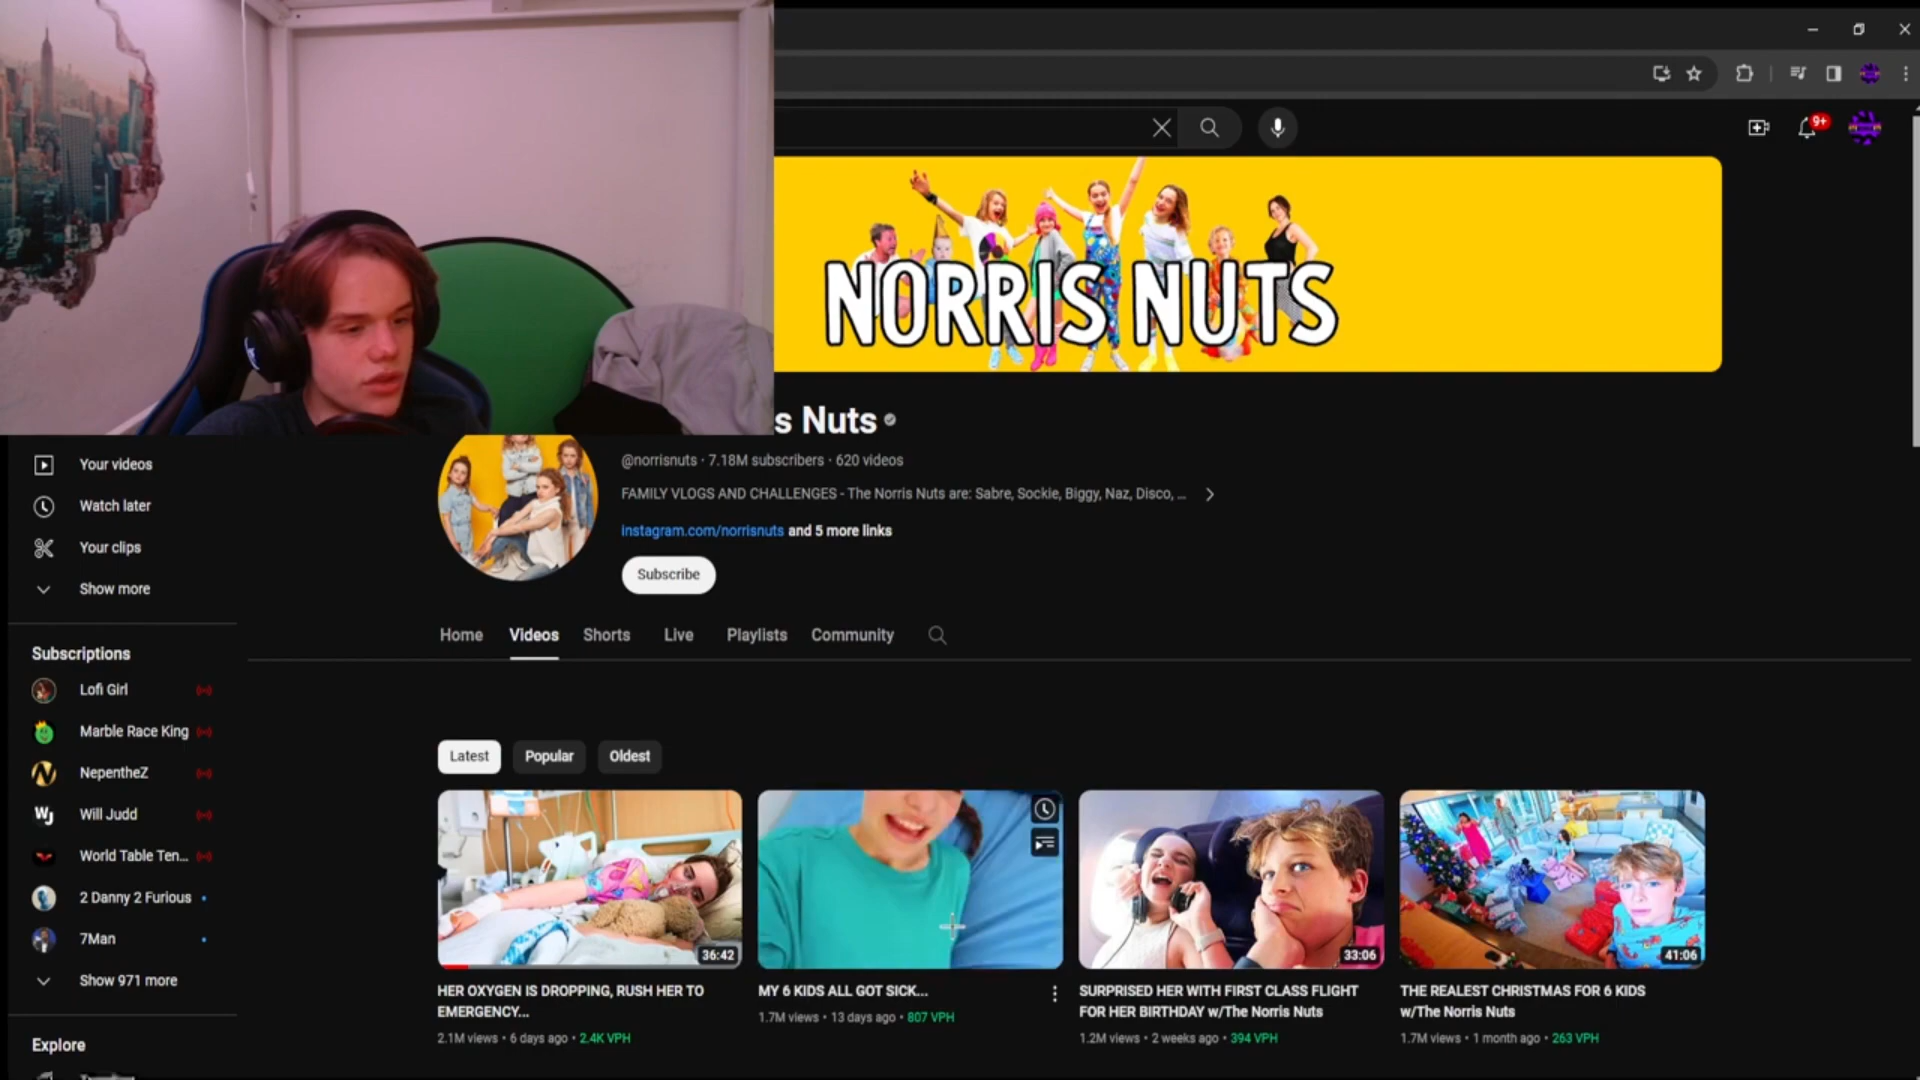 9+
NORRIS NUTS
s Nuts
@norrisnuts · 7.18M subscribers · 620 videos
FAMILY VLOGS AND CHALLENGES - The Norris Nuts are: Sabre, Sockie, Biggy, Naz, Disco, ...
instagram.com/norrisnuts and 5 more links
Subscribe
Your videos
Watch later
Your clips
Show more
Subscriptions
Lofi Girl
Marble Race King
NepentheZ
WJ
Will Judd
World Table Ten...
2 Danny 2 Furious
7Man
Show 971 more
Explore
Home Videos Shorts Live Playlists Community
Latest Popular Oldest
36:42
HER OXYGEN IS DROPPING, RUSH HER TO
EMERGENCY...
2.1M views • 6 days ago • 2.4K VPH
MY 6 KIDS ALL GOT SICK...
1.7M views • 13 days ago • 807 VPH
33:06
SURPRISED HER WITH FIRST CLASS FLIGHT
FOR HER BIRTHDAY w/The Norris Nuts
1.2M views • 2 weeks ago • 394 VPH
41:06
THE REALEST CHRISTMAS FOR 6 KIDS
w/The Norris Nuts
1.7M views • 1 month ago • 263 VPH